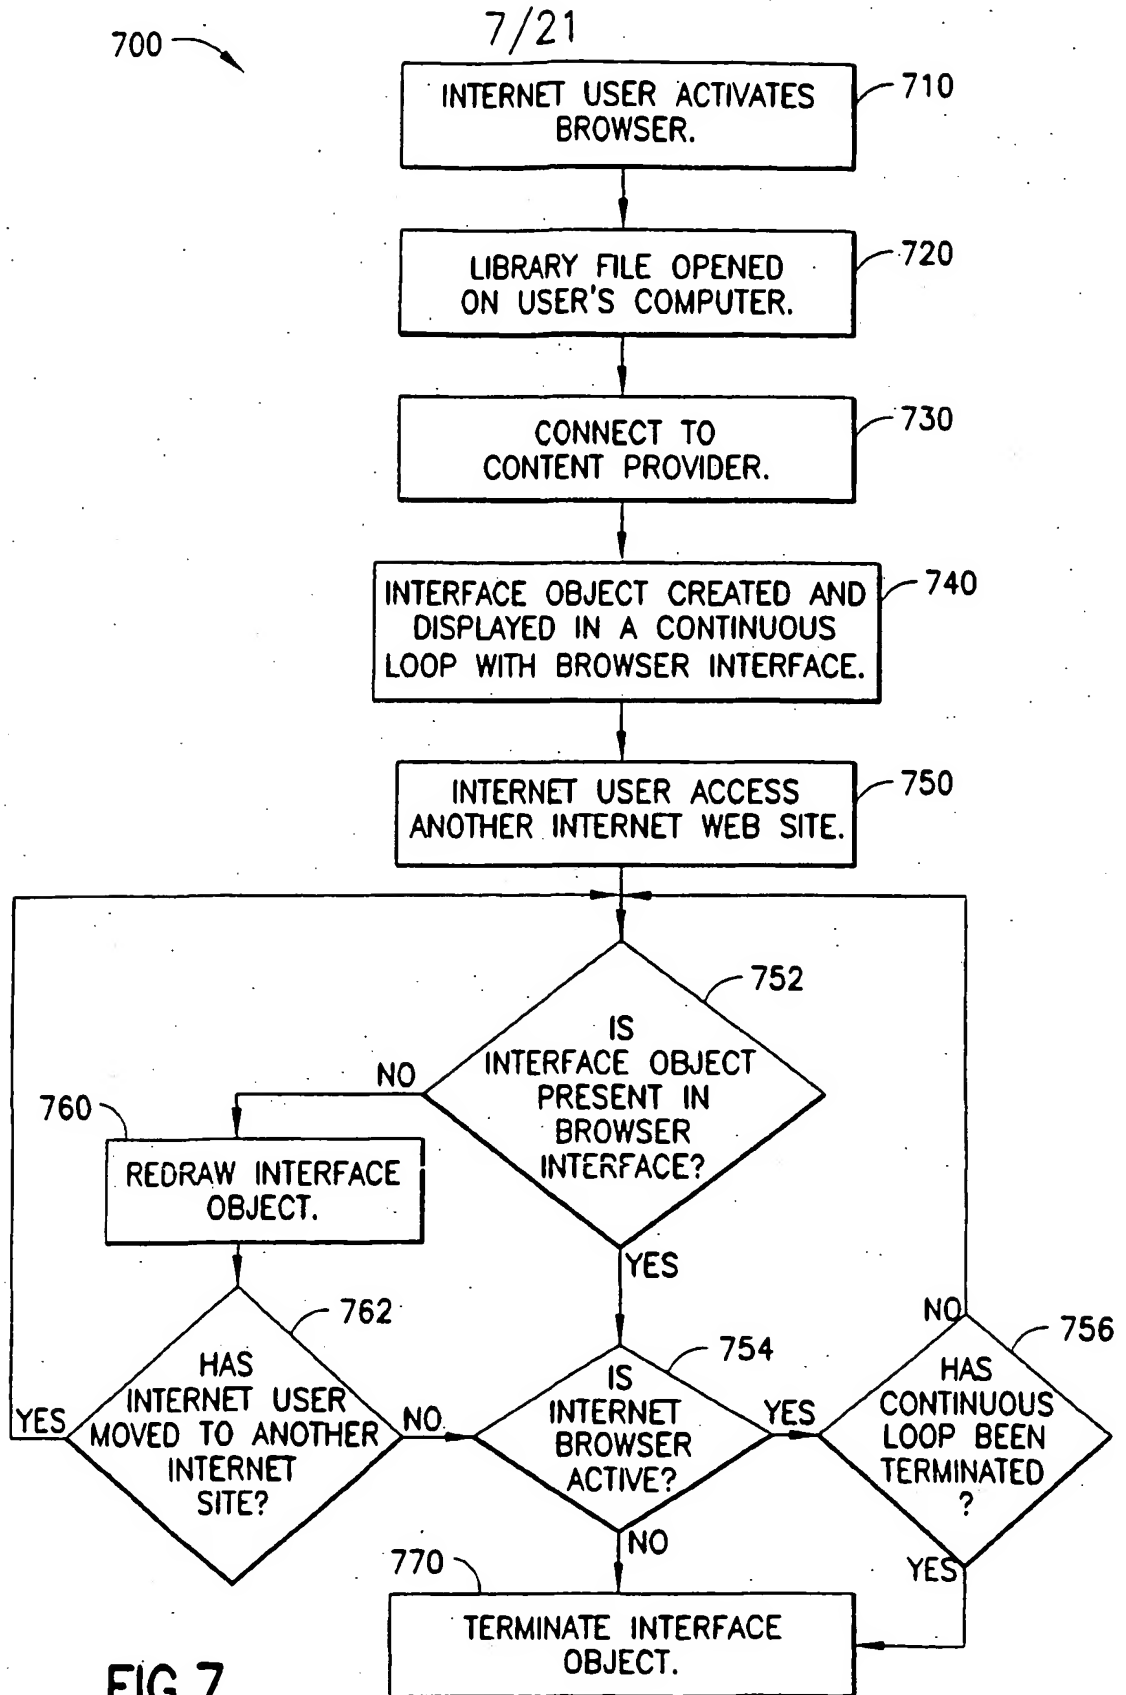 7/21
700
INTERNET USER ACTIVATES
BROWSER.
710
LIBRARY FILE OPENED
ON USER'S COMPUTER.
720
CONNECT TO
CONTENT PROVIDER.
730
INTERFACE OBJECT CREATED AND
DISPLAYED IN A CONTINUOUS
LOOP WITH BROWSER INTERFACE.
740
INTERNET USER ACCESS
ANOTHER INTERNET WEB SITE.
750
IS
INTERFACE OBJECT
PRESENT IN
BROWSER
INTERFACE?
752
NO
YES
760
REDRAW INTERFACE
OBJECT.
HAS
INTERNET USER
MOVED TO ANOTHER
INTERNET
SITE?
762
YES
NO
IS
INTERNET
BROWSER
ACTIVE?
754
YES
NO
HAS
CONTINUOUS
LOOP BEEN
TERMINATED
?
756
NO
YES
770
TERMINATE INTERFACE
OBJECT.
FIG.7